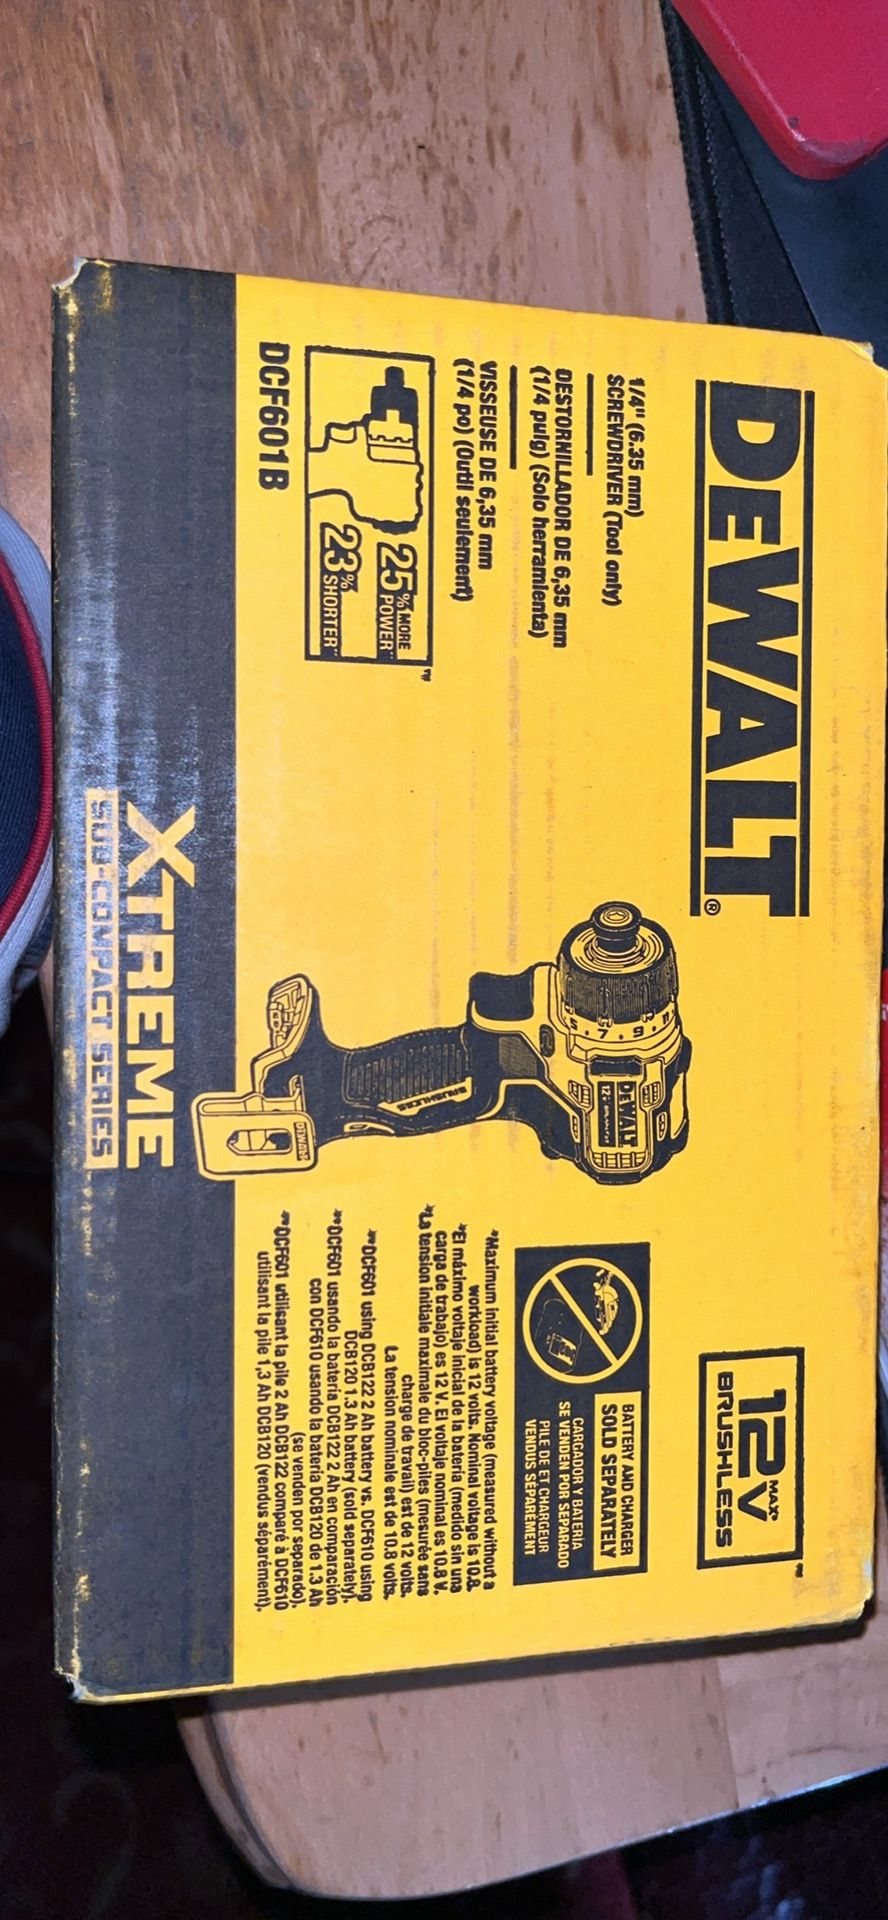 DEWALT®
1/4" (6.35 mm)
SCREWDRIVER (Tool only)
DESTORNILLADOR DE 6,35 mm
(1/4 pulg) (Solo herramienta)
VISSEUSE DE 6,35 mm
(1/4 po) (Outil seulement)
25% MORE
POWER**
23%
SHORTER**
DCF601B
12V MAX*
BRUSHLESS
5 7 9 11
DEWALT
BRUSHLESS
BATTERY AND CHARGER
SOLD SEPARATELY
CARGADOR Y BATERIA
SE VENDEN POR SEPARADO
PILE DE ET CHARGEUR
VENDUS SÉPARÉMENT
*Maximum initial battery voltage (measured without a
workload) is 12 volts. Nominal voltage is 10.8.
*El máximo voltaje inicial de la batería (medido sin una
carga de trabajo) es 12 V. El voltaje nominal es 10.8 V.
*La tension initiale maximale du bloc-piles (mesurée sans
charge de travail) est de 12 volts.
La tension nominale est de 10.8 volts.
**DCF601 using DCB122 2 Ah battery vs. DCF610 using
DCB120 1.3 Ah battery (sold separately).
**DCF601 usando la batería DCB122 2 Ah en comparación
con DCF610 usando la batería DCB120 de 1.3 Ah
(se venden por separado).
**DCF601 utilisant la pile 2 Ah DCB122 comparé à DCF610
utilisant la pile 1,3 Ah DCB120 (vendus séparément).
XTREME
SUB-COMPACT SERIES